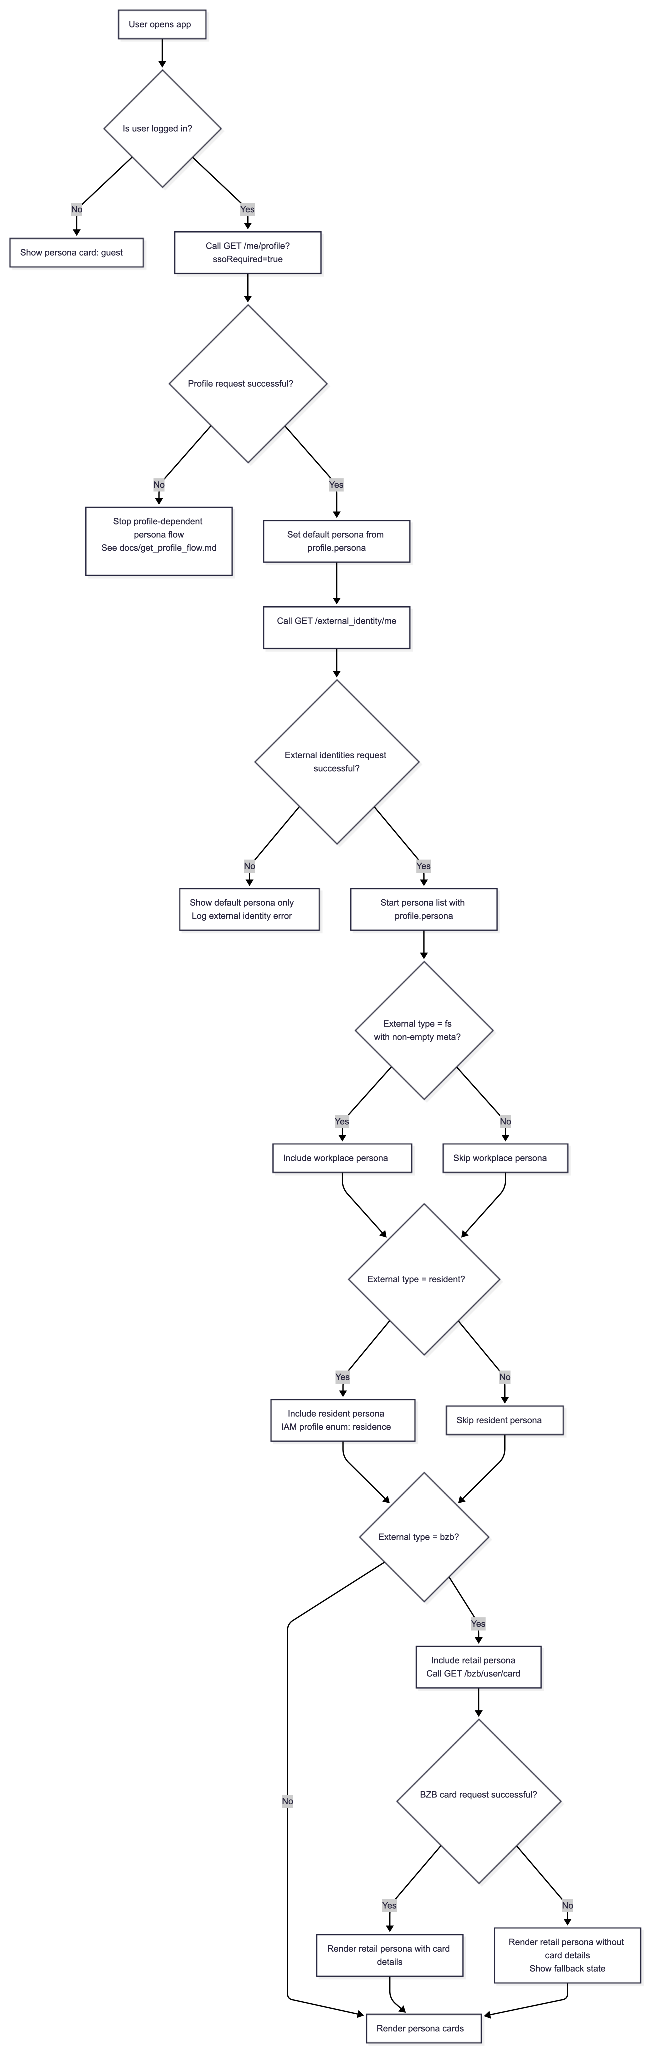 User opens app
Is user logged in?
No
Yes
Show persona card: guest
Call GET /me/profile?
ssoRequired=true
Profile request successful?
No
Yes
Stop profile-dependent
persona flow
See docs/get_profile_flow.md
Set default persona from
profile.persona
Call GET /external_identity/me
External identities request
successful?
No
Yes
Show default persona only
Log external identity error
Start persona list with
profile.persona
External type = fs
with non-empty meta?
Yes
No
Include workplace persona
Skip workplace persona
External type = resident?
Yes
No
Include resident persona
IAM profile enum: residence
Skip resident persona
External type = bzb?
Yes
Include retail persona
Call GET /bzb/user/card
BZB card request successful?
No
Yes
No
Render retail persona with card
details
Render retail persona without
card details
Show fallback state
Render persona cards